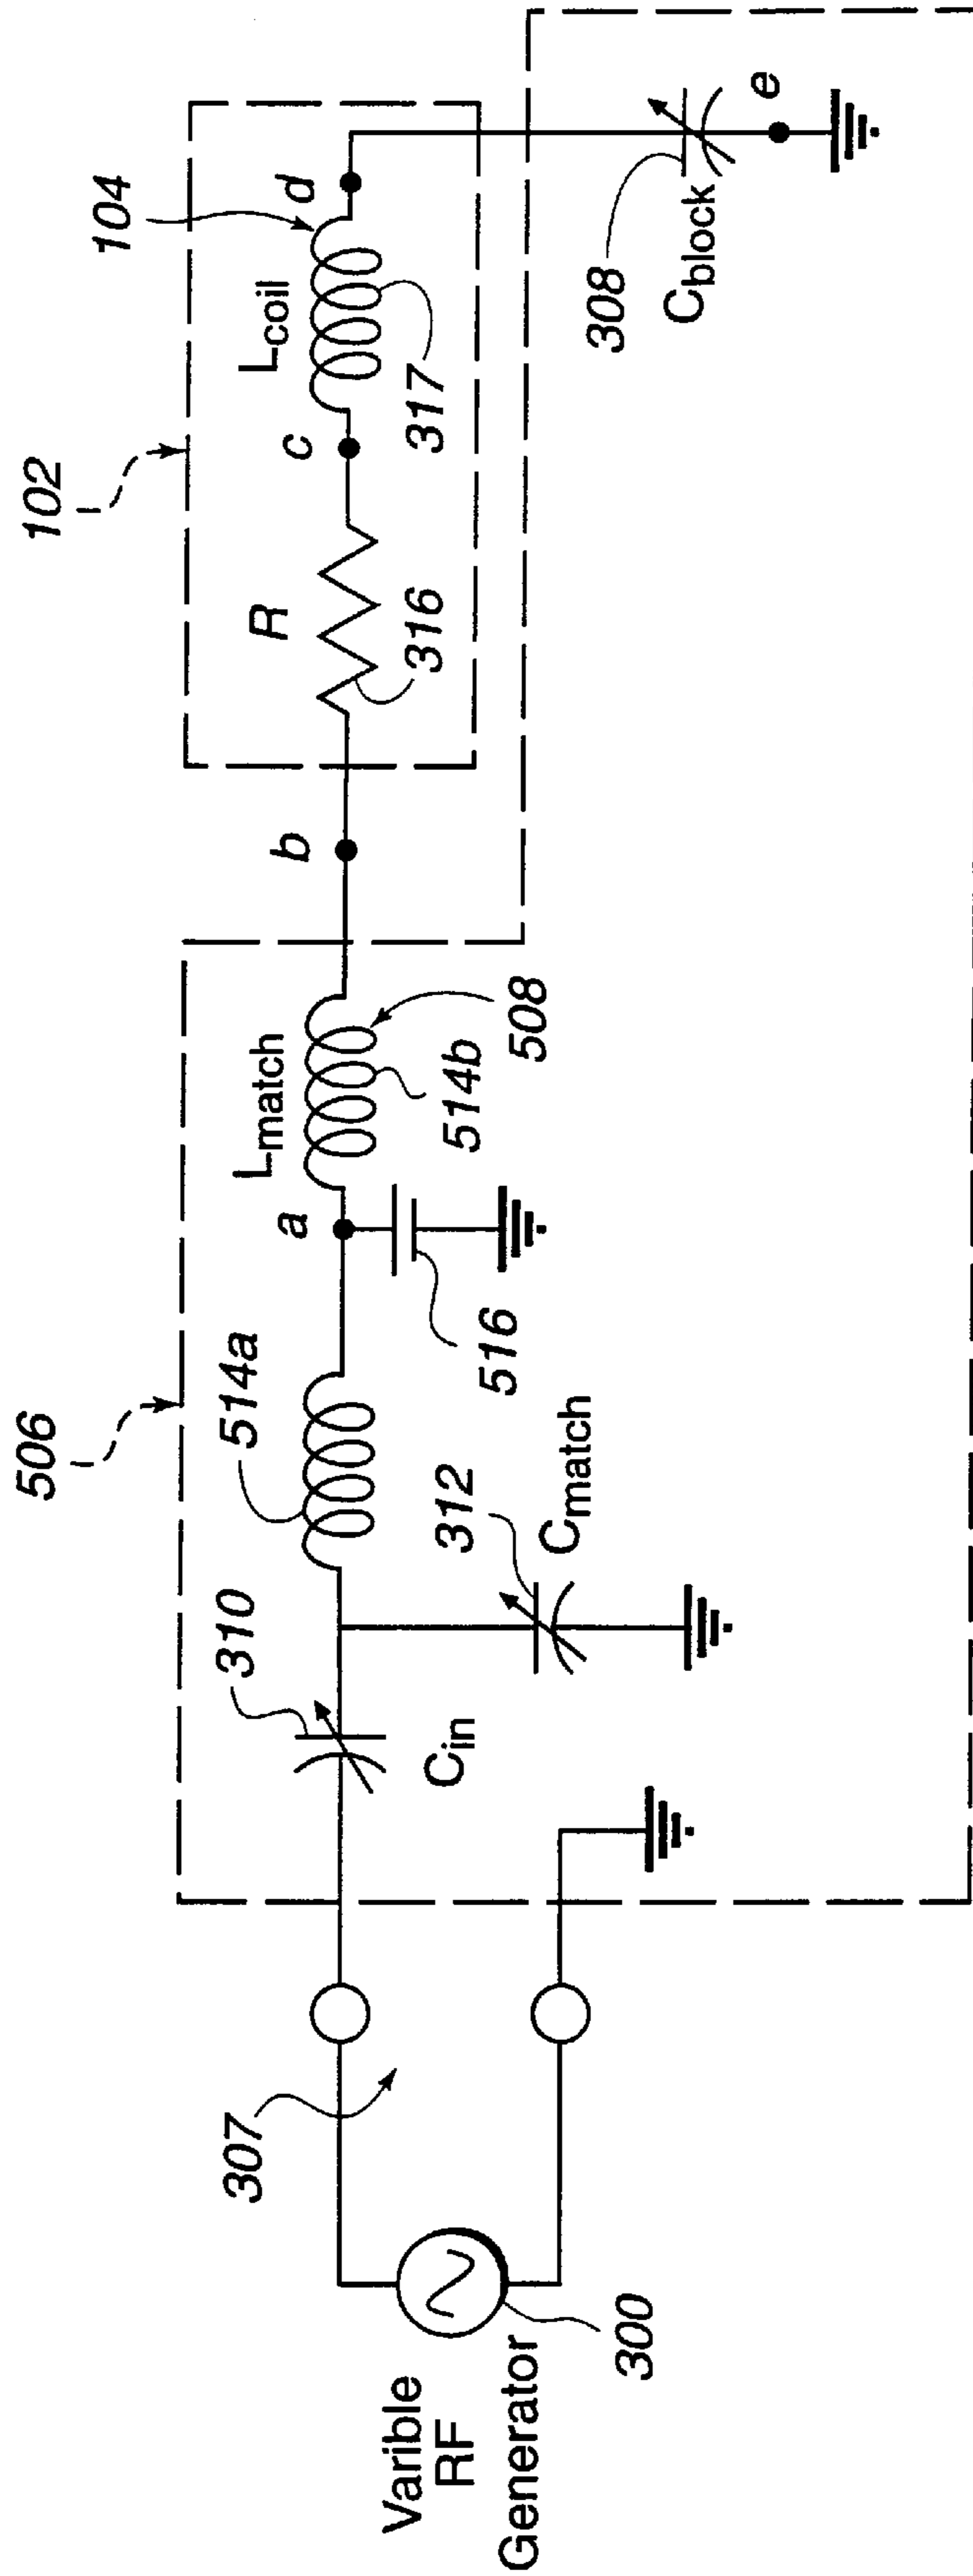 506
102
104
310
514a
a
L_match
b
R
c
L_coil
d
307
516
514b
508
316
317
C_in
312
C_match
308
C_block
e
Varible
RF
Generator
300